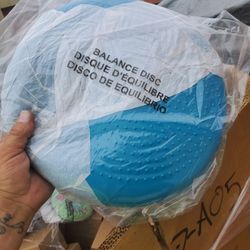 BALANCE DISC
DISQUE D'ÉQUILIBRE
DISCO DE EQUILIBRIO